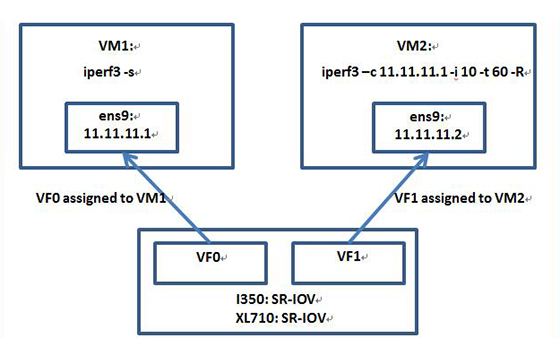 VM1:↵
iperf3 -s↵
ens9:↵
11.11.11.1↵
VM2:↵
iperf3 –c 11.11.11.1 -i 10 -t 60 -R↵
ens9:↵
11.11.11.2↵
VF0 assigned to VM1↵
VF1 assigned to VM2↵
VF0↵
VF1↵
I350: SR-IOV↵
XL710: SR-IOV↵